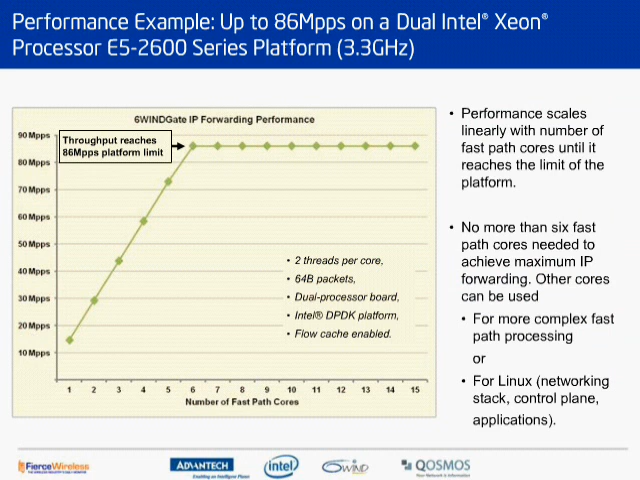 Performance Example: Up to 86Mpps on a Dual Intel® Xeon®
Processor E5-2600 Series Platform (3.3GHz)
6WINDGate IP Forwarding Performance
90 Mpps
80 Mpps
70 Mpps
60 Mpps
50 Mpps
40 Mpps
30 Mpps
20 Mpps
10 Mpps
Throughput reaches
86Mpps platform limit
• 2 threads per core,
• 64B packets,
• Dual-processor board,
• Intel® DPDK platform,
• Flow cache enabled.
1 2 3 4 5 6 7 8 9 10 11 12 13 14 15
Number of Fast Path Cores
• Performance scales
linearly with number of
fast path cores until it
reaches the limit of the
platform.
• No more than six fast
path cores needed to
achieve maximum IP
forwarding. Other cores
can be used
• For more complex fast
path processing
or
• For Linux (networking
stack, control plane,
applications).
FierceWireless
ADVANTECH
Enabling an Intelligent Planet
intel
6WIND
QOSMOS